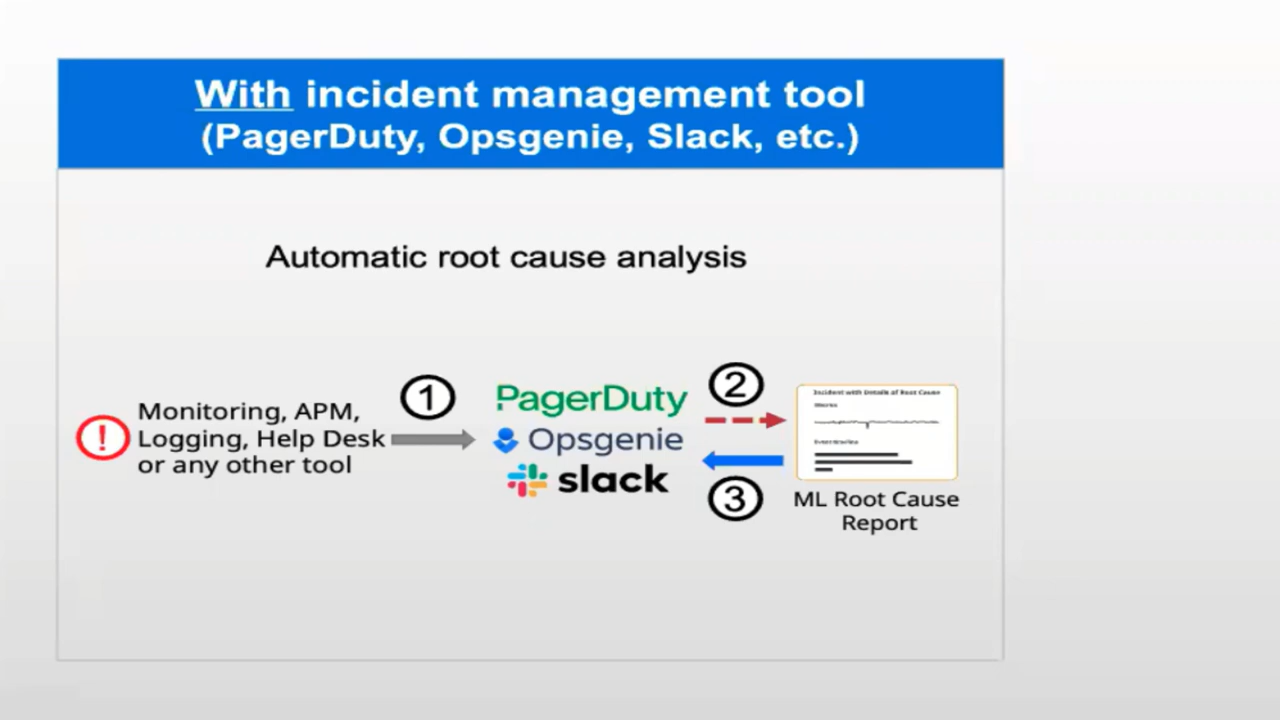 With incident management tool
(PagerDuty, Opsgenie, Slack, etc.)
Automatic root cause analysis
Monitoring, APM,
Logging, Help Desk
or any other tool
!
1
PagerDuty
Opsgenie
slack
2
3
Incident with Details of Root Cause
ML Root Cause
Report